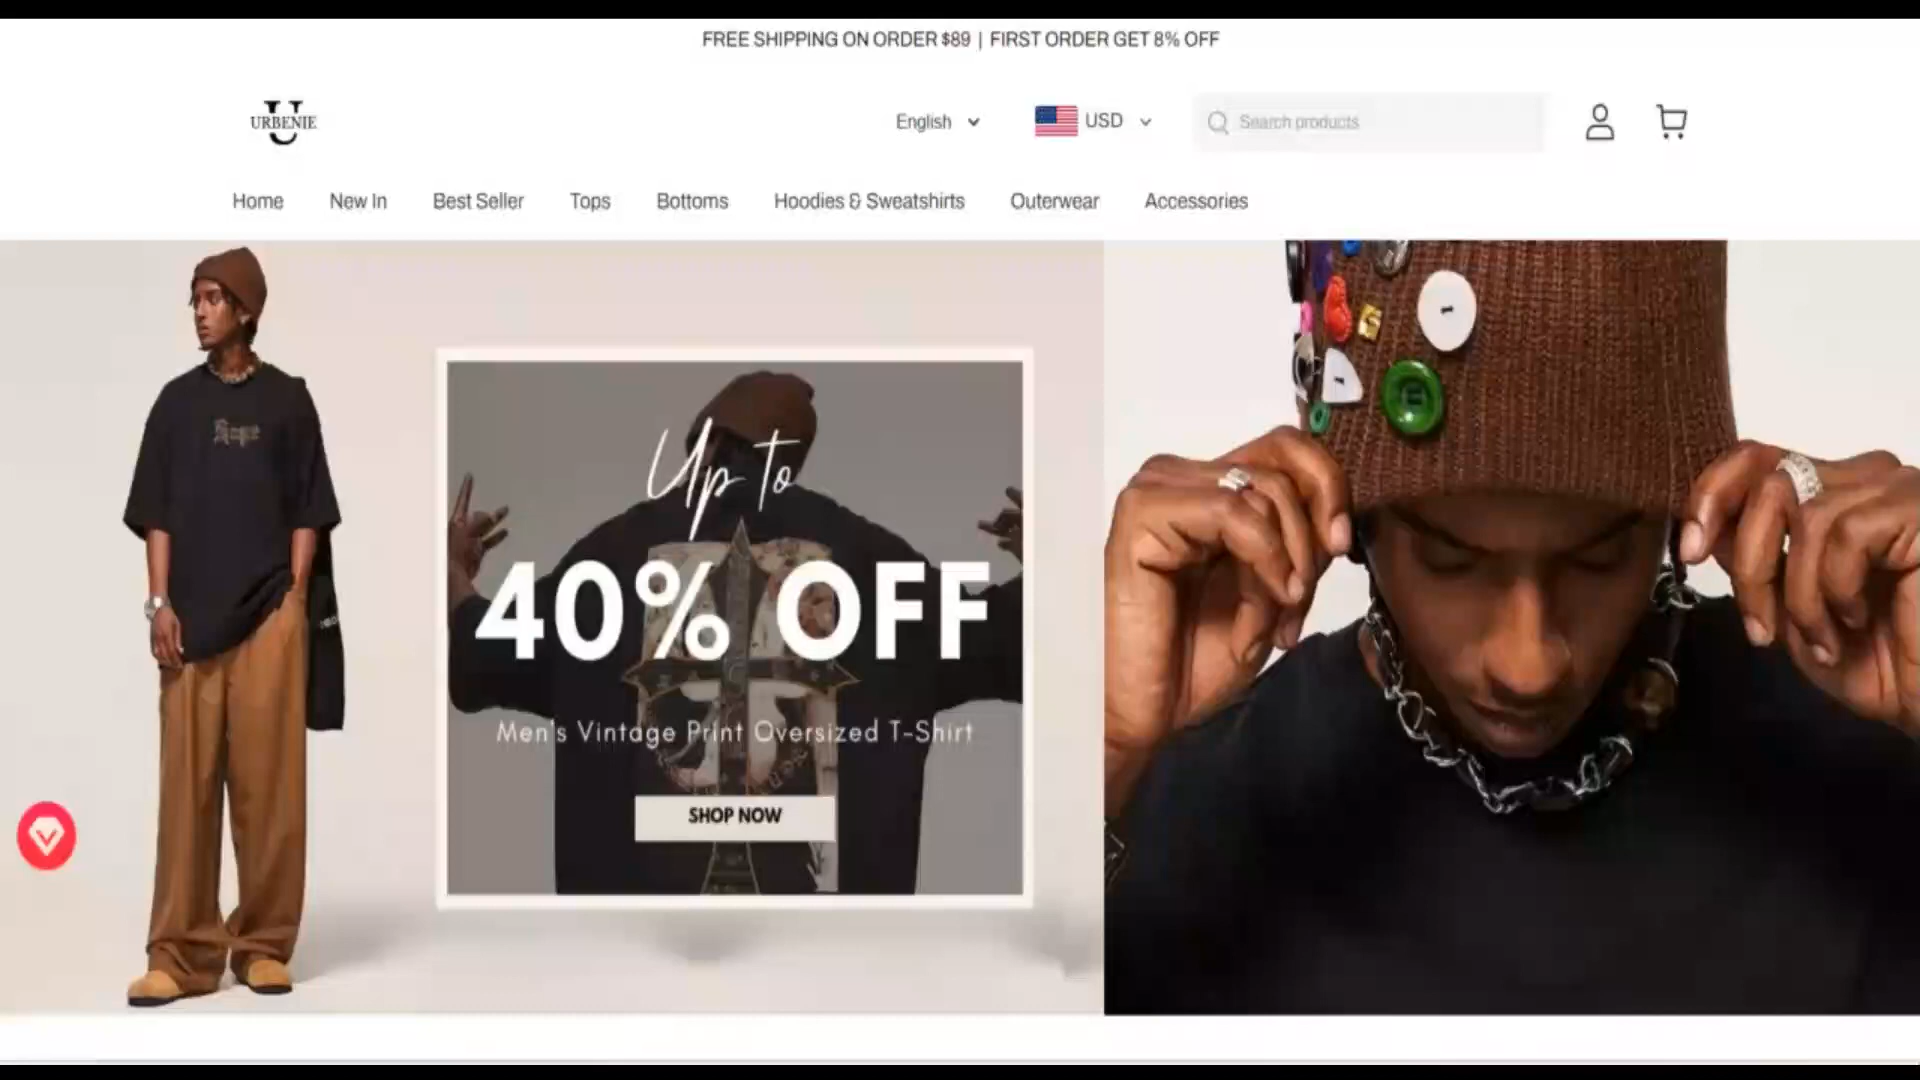 FREE SHIPPING ON ORDER $89 | FIRST ORDER GET 8% OFF
U
URBENIE
English
USD
Search products
Home
New In
Best Seller
Tops
Bottoms
Hoodies & Sweatshirts
Outerwear
Accessories
Up to
40% OFF
Men's Vintage Print Oversized T-Shirt
SHOP NOW